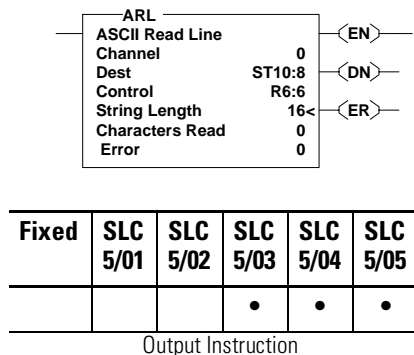 ARL
ASCII Read Line
Channel 0
Dest ST10:8
Control R6:6
String Length 16<
Characters Read 0
Error 0
EN
DN
ER
Fixed SLC 5/01 SLC 5/02 SLC 5/03 SLC 5/04 SLC 5/05
• • •
Output Instruction